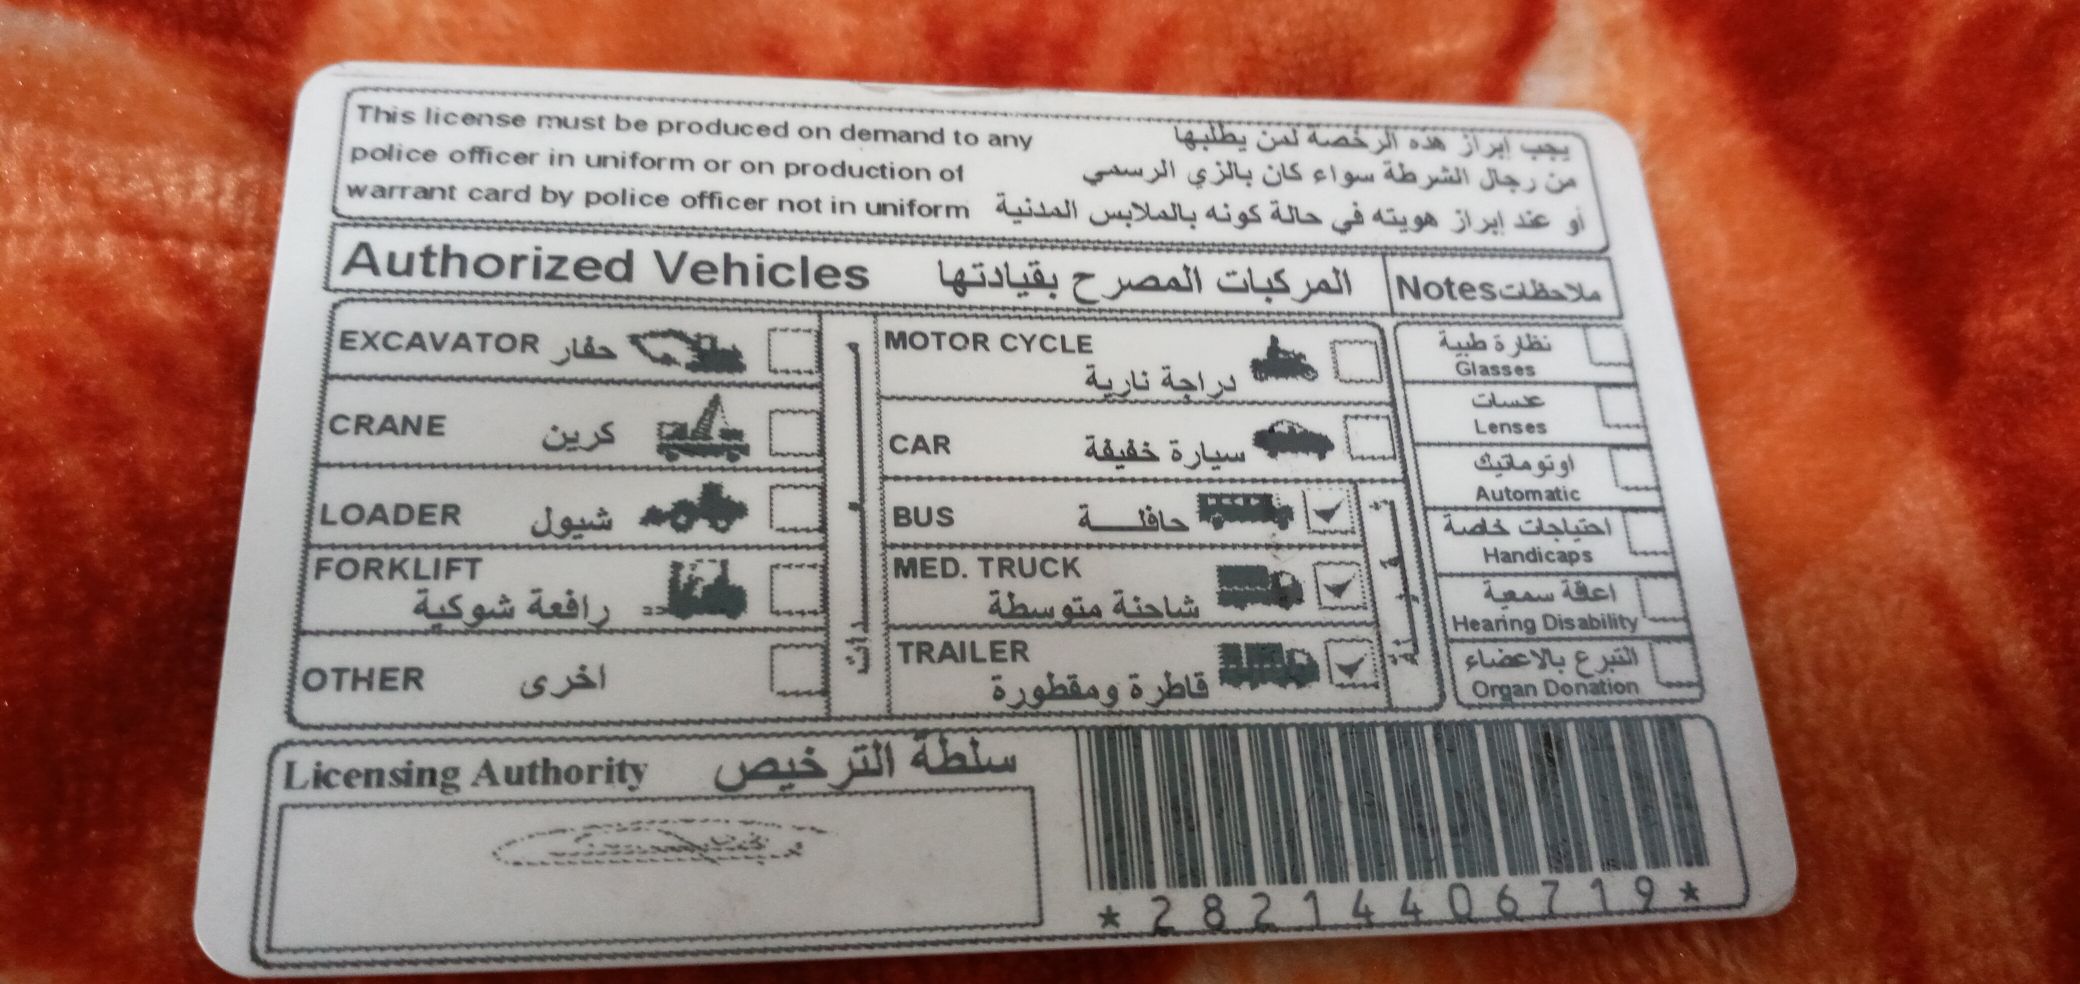 This license must be produced on demand to any
police officer in uniform or on production of
warrant card by police officer not in uniform
يجب إبراز هذه الرخصة لمن يطلبها
من رجال الشرطة سواء كان بالزي الرسمي
أو عند إبراز هويته في حالة كونه بالملابس المدنية
Authorized Vehicles المركبات المصرح بقيادتها
Notes ملاحظات
EXCAVATOR حفار
CRANE كرين
LOADER شيول
FORKLIFT
رافعة شوكية
OTHER اخرى
MOTOR CYCLE
دراجة نارية
CAR سيارة خفيفة
BUS حافلــة
MED. TRUCK
شاحنة متوسطة
TRAILER
قاطرة ومقطورة
نظارة طبية
Glasses
عدسات
Lenses
اوتوماتيك
Automatic
احتياجات خاصة
Handicaps
اعاقة سمعية
Hearing Disability
التبرع بالاعضاء
Organ Donation
Licensing Authority سلطة الترخيص
*28214406719*